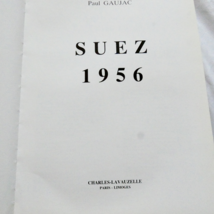 Paul GAUJAC
SUEZ
1956
CHARLES-LAVAUZELLE
PARIS - LIMOGES